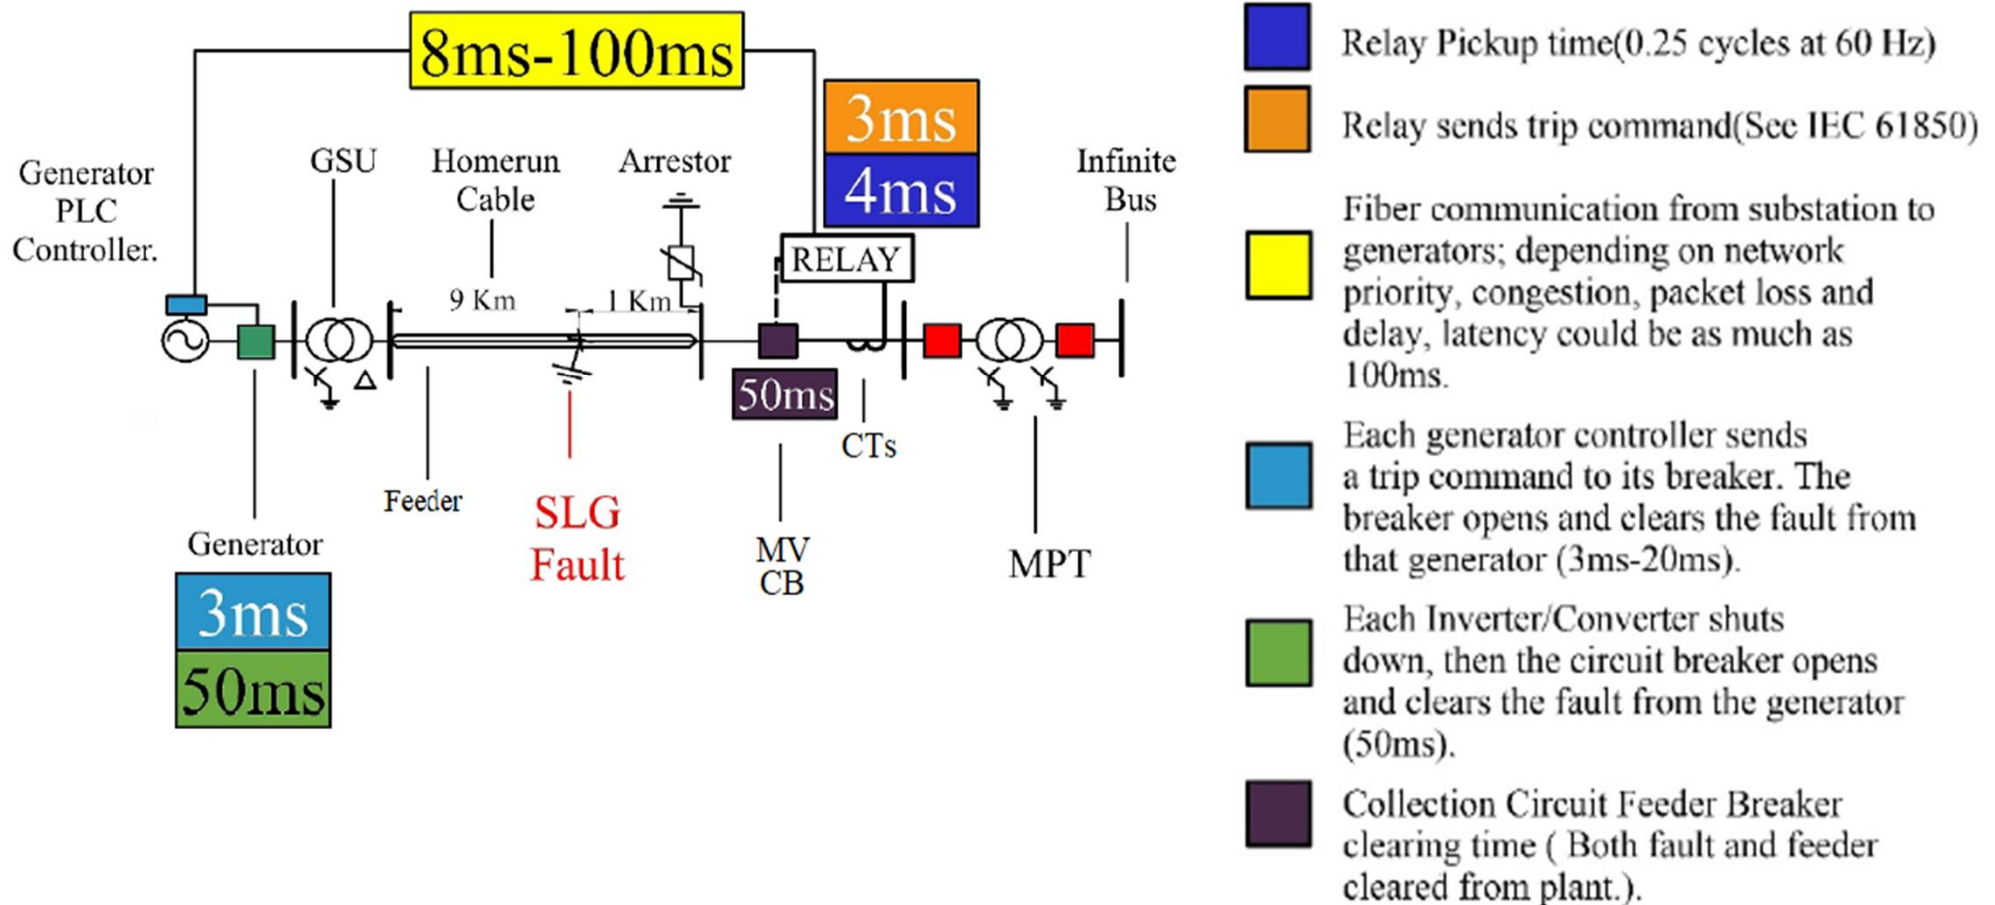 8ms-100ms
3ms
4ms
Generator
PLC
Controller.
GSU
Homerun
Cable
Arrestor
Infinite
Bus
RELAY
9 Km
1 Km
50ms
CTs
Feeder
SLG
Fault
MV
CB
MPT
Generator
3ms
50ms
Relay Pickup time(0.25 cycles at 60 Hz)
Relay sends trip command(See IEC 61850)
Fiber communication from substation to
generators; depending on network
priority, congestion, packet loss and
delay, latency could be as much as
100ms.
Each generator controller sends
a trip command to its breaker. The
breaker opens and clears the fault from
that generator (3ms-20ms).
Each Inverter/Converter shuts
down, then the circuit breaker opens
and clears the fault from the generator
(50ms).
Collection Circuit Feeder Breaker
clearing time ( Both fault and feeder
cleared from plant.).